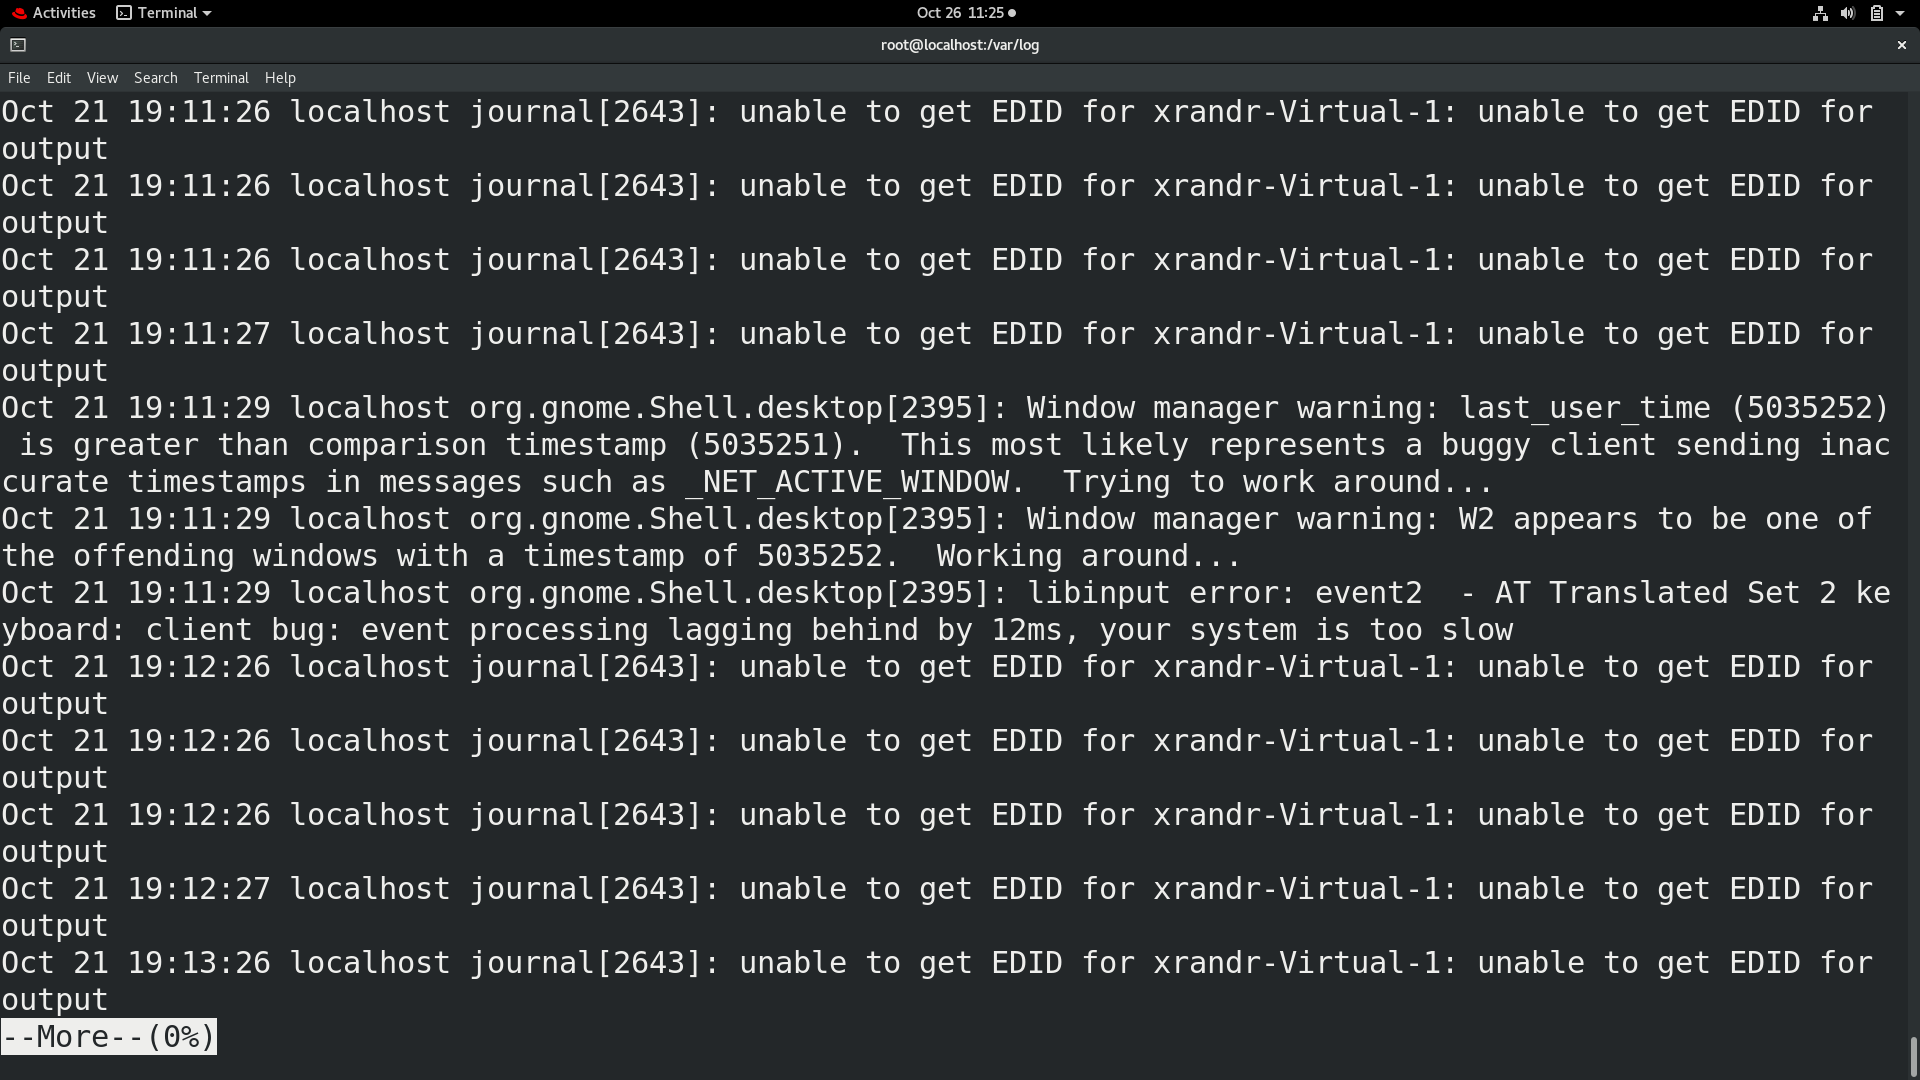 Activities Terminal Oct 26 11:25
root@localhost:/var/log
File Edit View Search Terminal Help
Oct 21 19:11:26 localhost journal[2643]: unable to get EDID for xrandr-Virtual-1: unable to get EDID for
output
Oct 21 19:11:26 localhost journal[2643]: unable to get EDID for xrandr-Virtual-1: unable to get EDID for
output
Oct 21 19:11:26 localhost journal[2643]: unable to get EDID for xrandr-Virtual-1: unable to get EDID for
output
Oct 21 19:11:27 localhost journal[2643]: unable to get EDID for xrandr-Virtual-1: unable to get EDID for
output
Oct 21 19:11:29 localhost org.gnome.Shell.desktop[2395]: Window manager warning: last_user_time (5035252)
 is greater than comparison timestamp (5035251).  This most likely represents a buggy client sending inac
curate timestamps in messages such as _NET_ACTIVE_WINDOW.  Trying to work around...
Oct 21 19:11:29 localhost org.gnome.Shell.desktop[2395]: Window manager warning: W2 appears to be one of
the offending windows with a timestamp of 5035252.  Working around...
Oct 21 19:11:29 localhost org.gnome.Shell.desktop[2395]: libinput error: event2  - AT Translated Set 2 ke
yboard: client bug: event processing lagging behind by 12ms, your system is too slow
Oct 21 19:12:26 localhost journal[2643]: unable to get EDID for xrandr-Virtual-1: unable to get EDID for
output
Oct 21 19:12:26 localhost journal[2643]: unable to get EDID for xrandr-Virtual-1: unable to get EDID for
output
Oct 21 19:12:26 localhost journal[2643]: unable to get EDID for xrandr-Virtual-1: unable to get EDID for
output
Oct 21 19:12:27 localhost journal[2643]: unable to get EDID for xrandr-Virtual-1: unable to get EDID for
output
Oct 21 19:13:26 localhost journal[2643]: unable to get EDID for xrandr-Virtual-1: unable to get EDID for
output
--More--(0%)